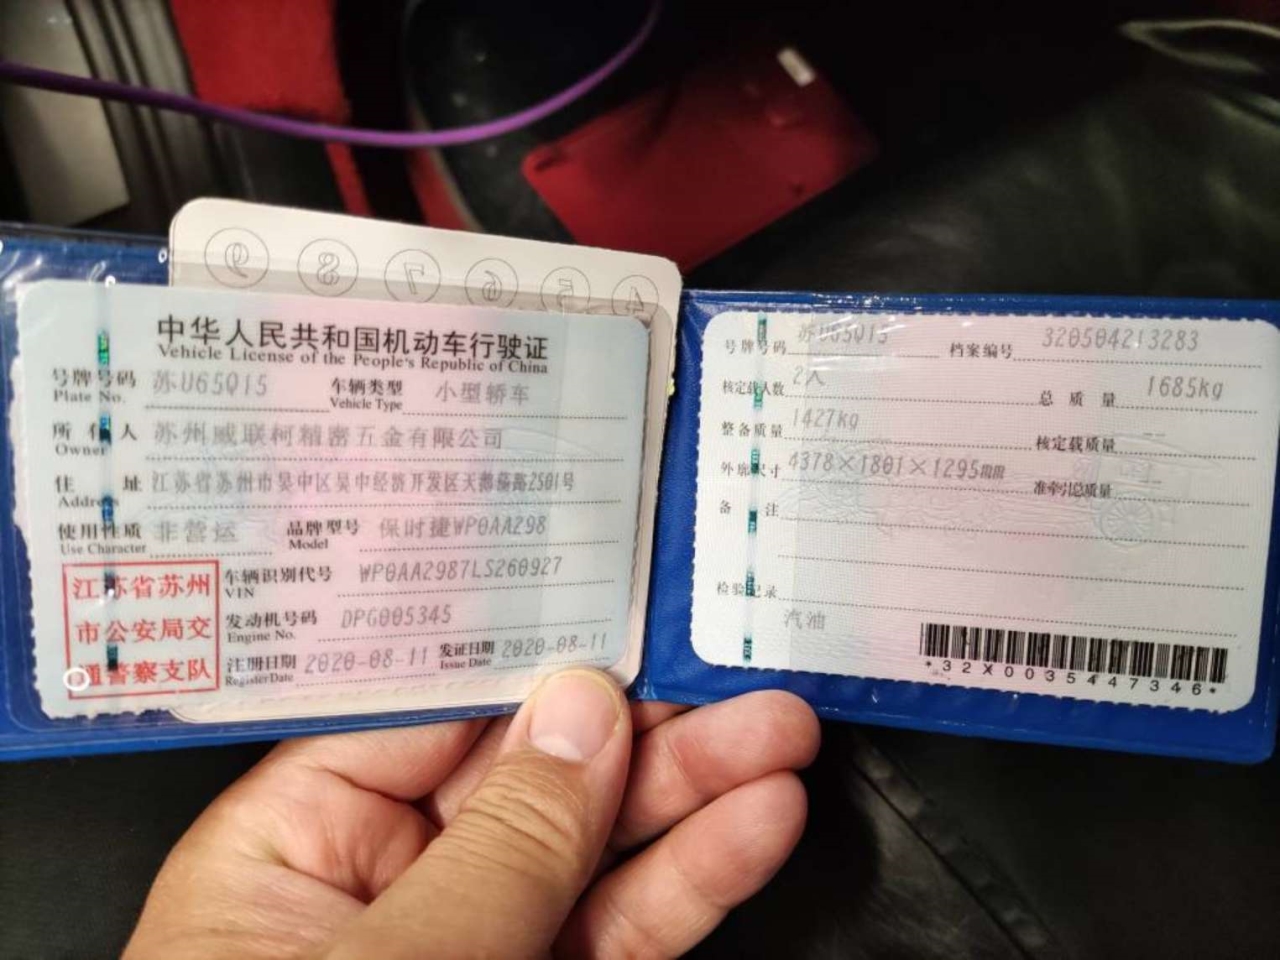 ⑨ ⑧ ⑦ ⑥ ⑤ ④
中华人民共和国机动车行驶证
Vehicle License of the People's Republic of China
号牌号码 苏U65Q15 车辆类型 小型轿车
Plate No. Vehicle Type
所有人 苏州威联柯精密五金有限公司
Owner
住址 江苏省苏州市吴中区吴中经济开发区天鹅荡路2501号
Address
使用性质 非营运 品牌型号 保时捷WP0AA298
Use Character Model
江苏省苏州
市公安局交
通警察支队
车辆识别代号 WP0AA2987LS260927
VIN
发动机号码 DPG005345
Engine No.
注册日期 2020-08-11 发证日期 2020-08-11
Register Date Issue Date
号牌号码 苏U65Q15 档案编号 320504213283
核定载人数 2人 总质量 1685kg
整备质量 1427kg 核定载质量 --
外廓尺寸 4378×1801×1295mm 准牵引总质量
备注
检验记录
汽油
*32X0035447346*